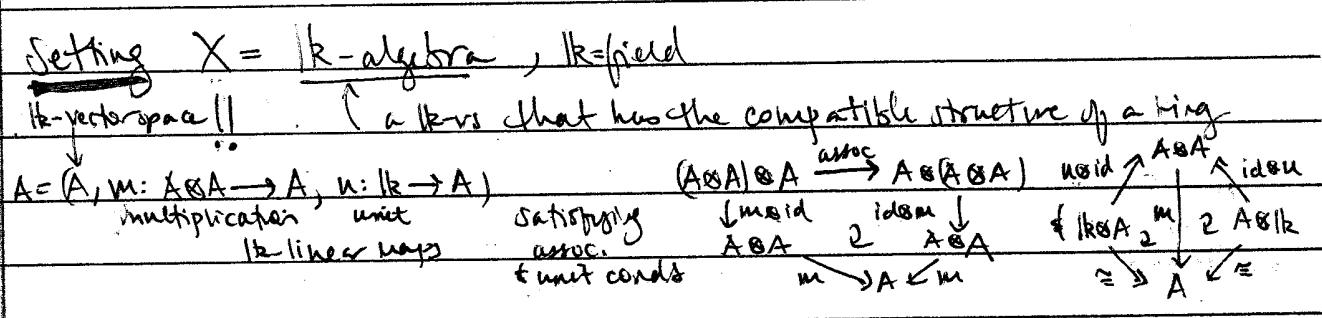 Setting X = 𝕜-algebra, 𝕜=field
𝕜-vectorspace !! a 𝕜-vs that has the compatible structure of a ring
A = (A, m: A⊗A → A, u: 𝕜 → A) (A⊗A)⊗A assoc → A⊗(A⊗A) u⊗id ↗ A⊗A ↖ id⊗u
multiplication unit satisfying ↓m⊗id id⊗m↓ & 𝕜⊗A 2 m↓ 2 A⊗𝕜
𝕜-linear maps assoc. A⊗A 2 A⊗A ≅ ↘ A ↙ ≅
& unit conds m ↘ A ↙ m